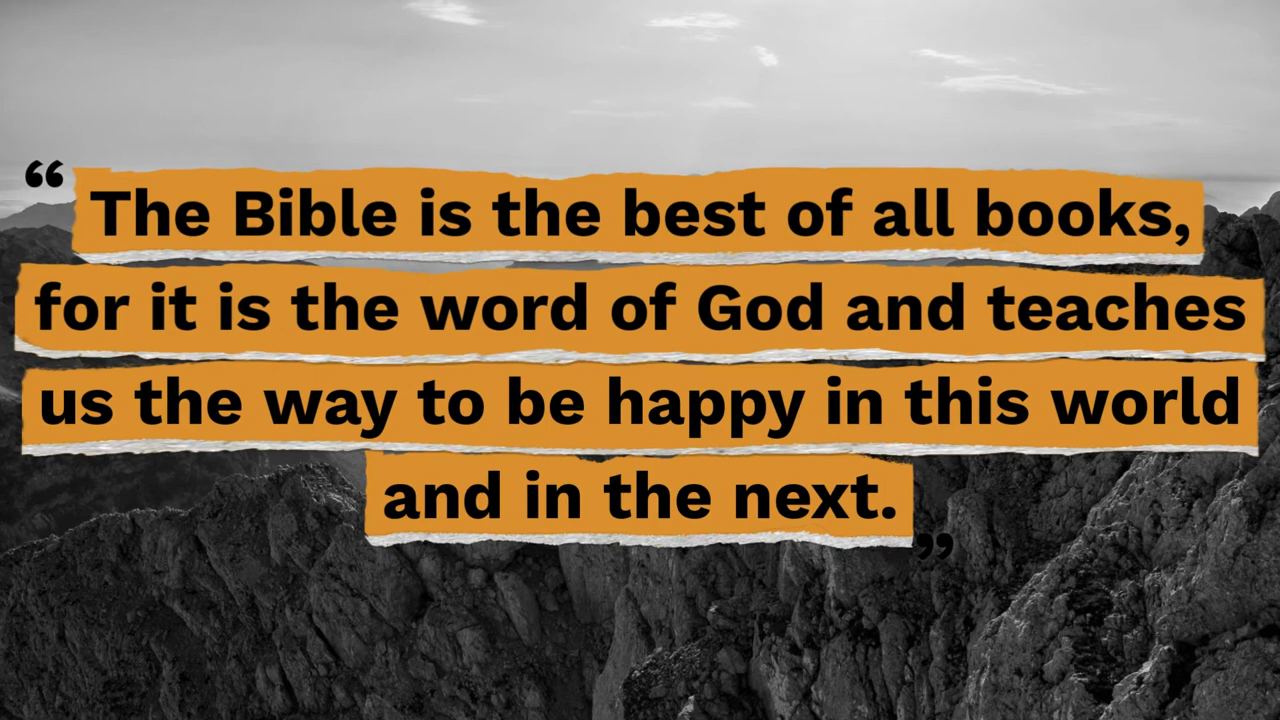 “The Bible is the best of all books,
for it is the word of God and teaches
us the way to be happy in this world
and in the next.”